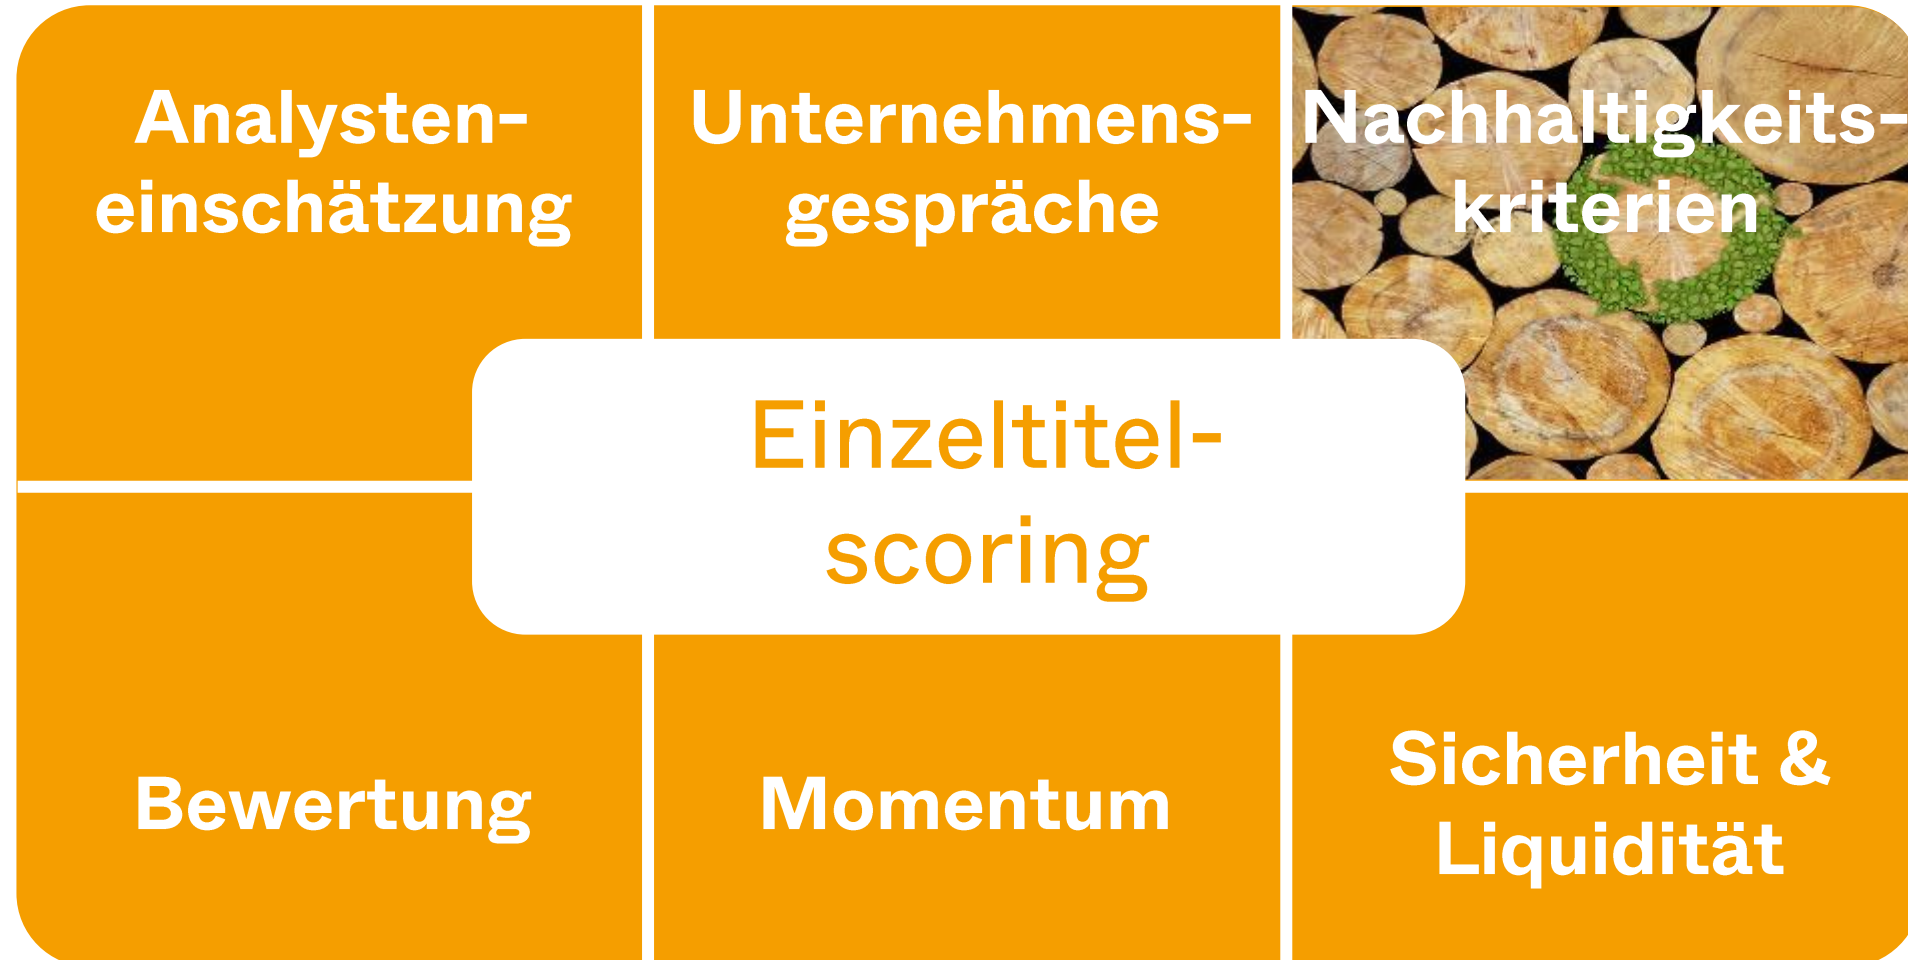 Analysten-
einschätzung
Unternehmens-
gespräche
Nachhaltigkeits-
kriterien
Einzeltitel-
scoring
Bewertung
Momentum
Sicherheit &
Liquidität